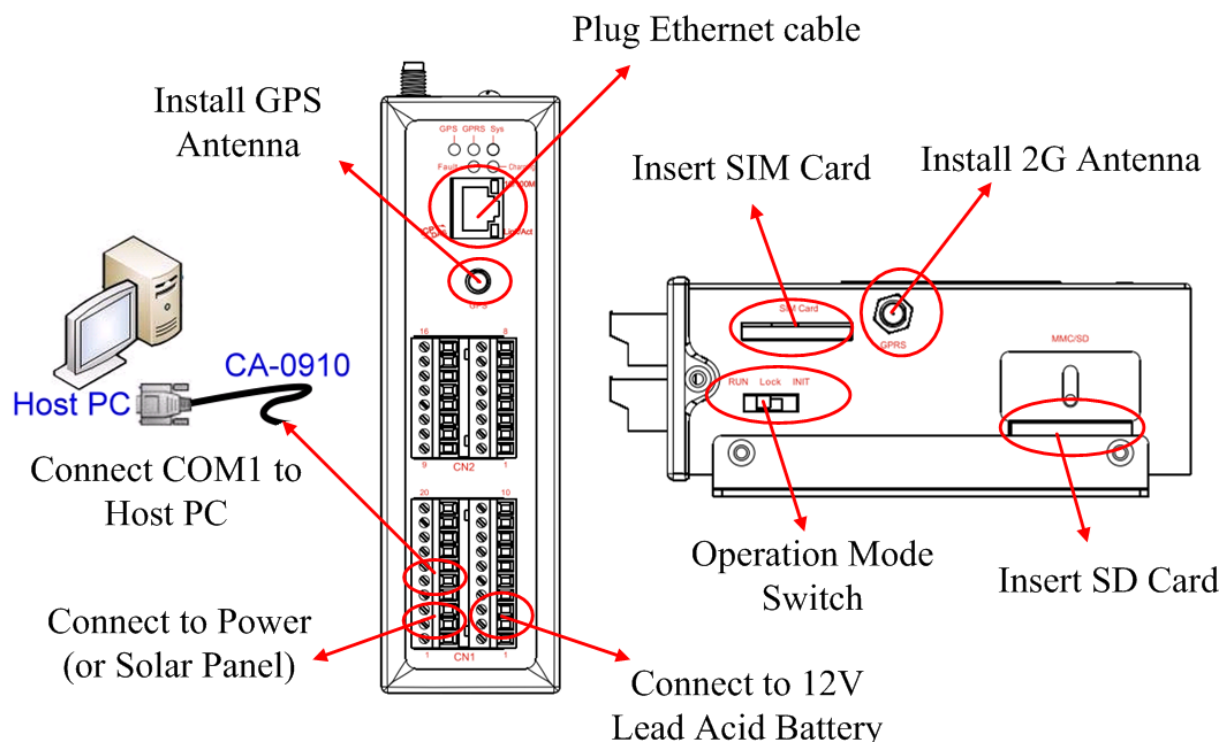 Plug Ethernet cable
Install GPS
Antenna
Insert SIM Card
Install 2G Antenna
GPS GPRS Sys
Fault
Link/Act
GPS
SIM Card
GPRS
MMC/SD
RUN Lock INIT
16 8
9 CN2 1
20 10
1 CN1 1
CA-0910
Host PC
Connect COM1 to
Host PC
Connect to Power
(or Solar Panel)
Connect to 12V
Lead Acid Battery
Operation Mode
Switch
Insert SD Card